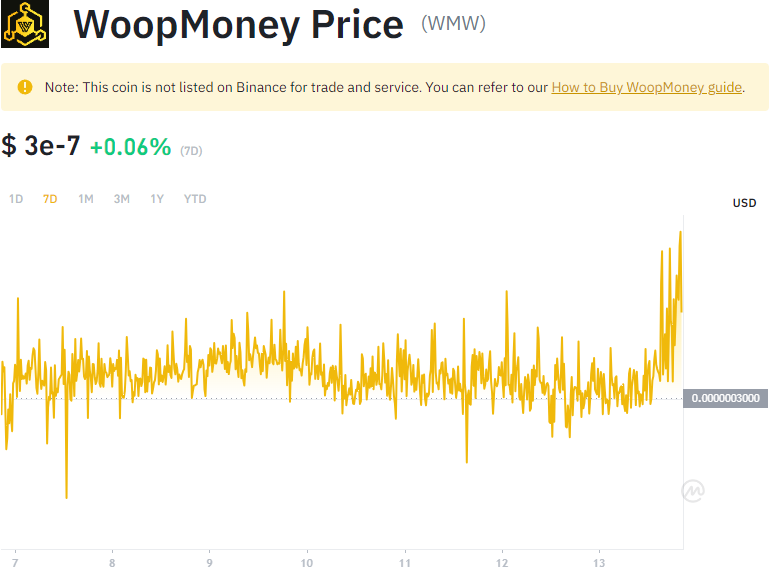 WoopMoney Price (WMW)
Note: This coin is not listed on Binance for trade and service. You can refer to our How to Buy WoopMoney guide.
$ 3e-7 +0.06% (7D)
1D 7D 1M 3M 1Y YTD
USD
0.0000003000
7 8 9 10 11 12 13